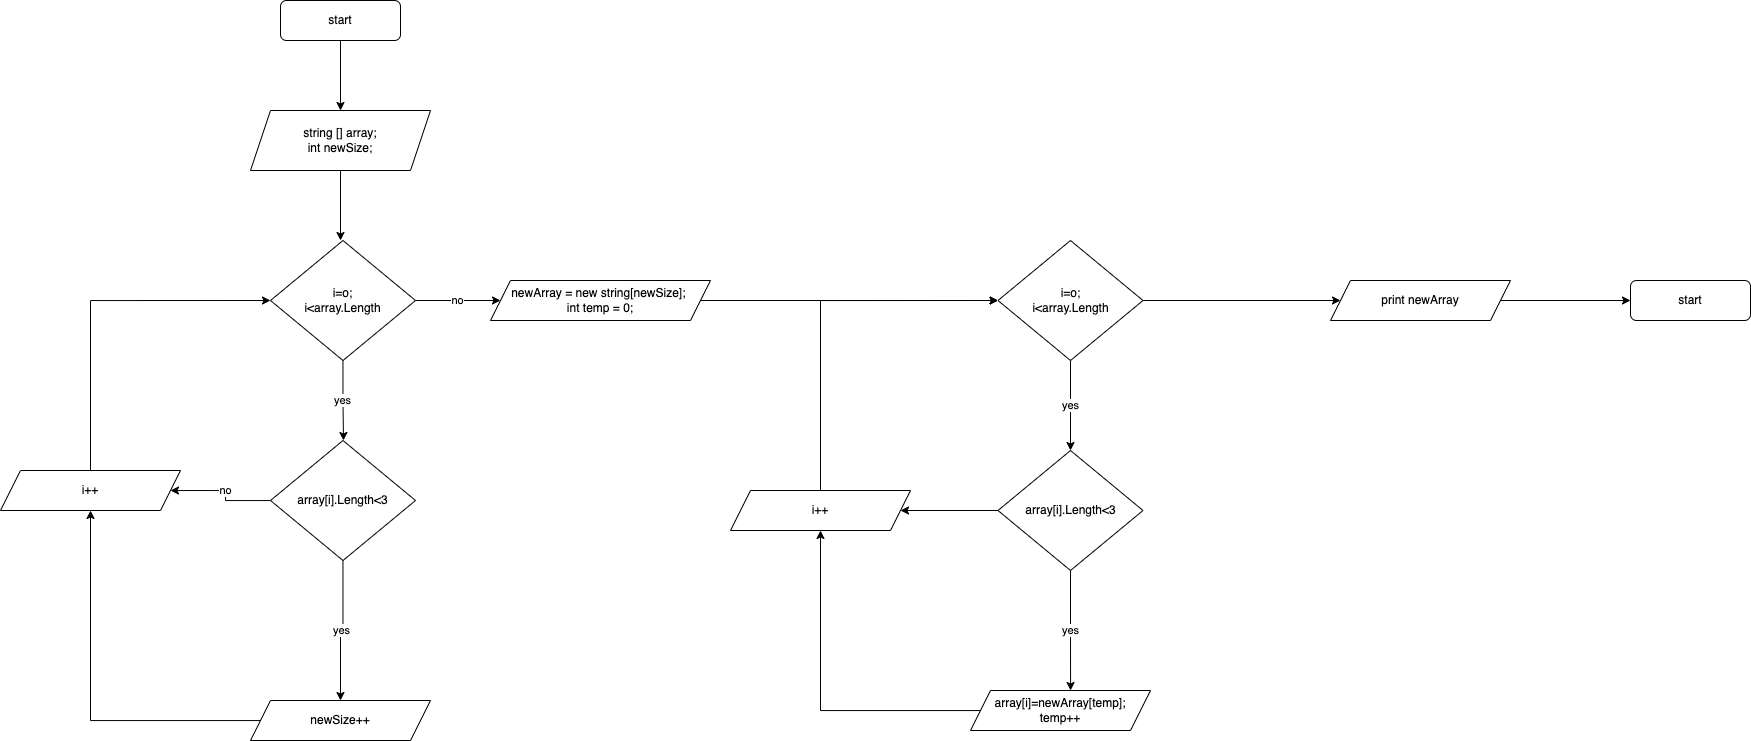 start
string [] array;
int newSize;
i=o;
i<array.Length
no
newArray = new string[newSize];
int temp = 0;
i=o;
i<array.Length
print newArray
start
yes
yes
i++
no
array[i].Length<3
i++
array[i].Length<3
yes
yes
newSize++
array[i]=newArray[temp];
temp++